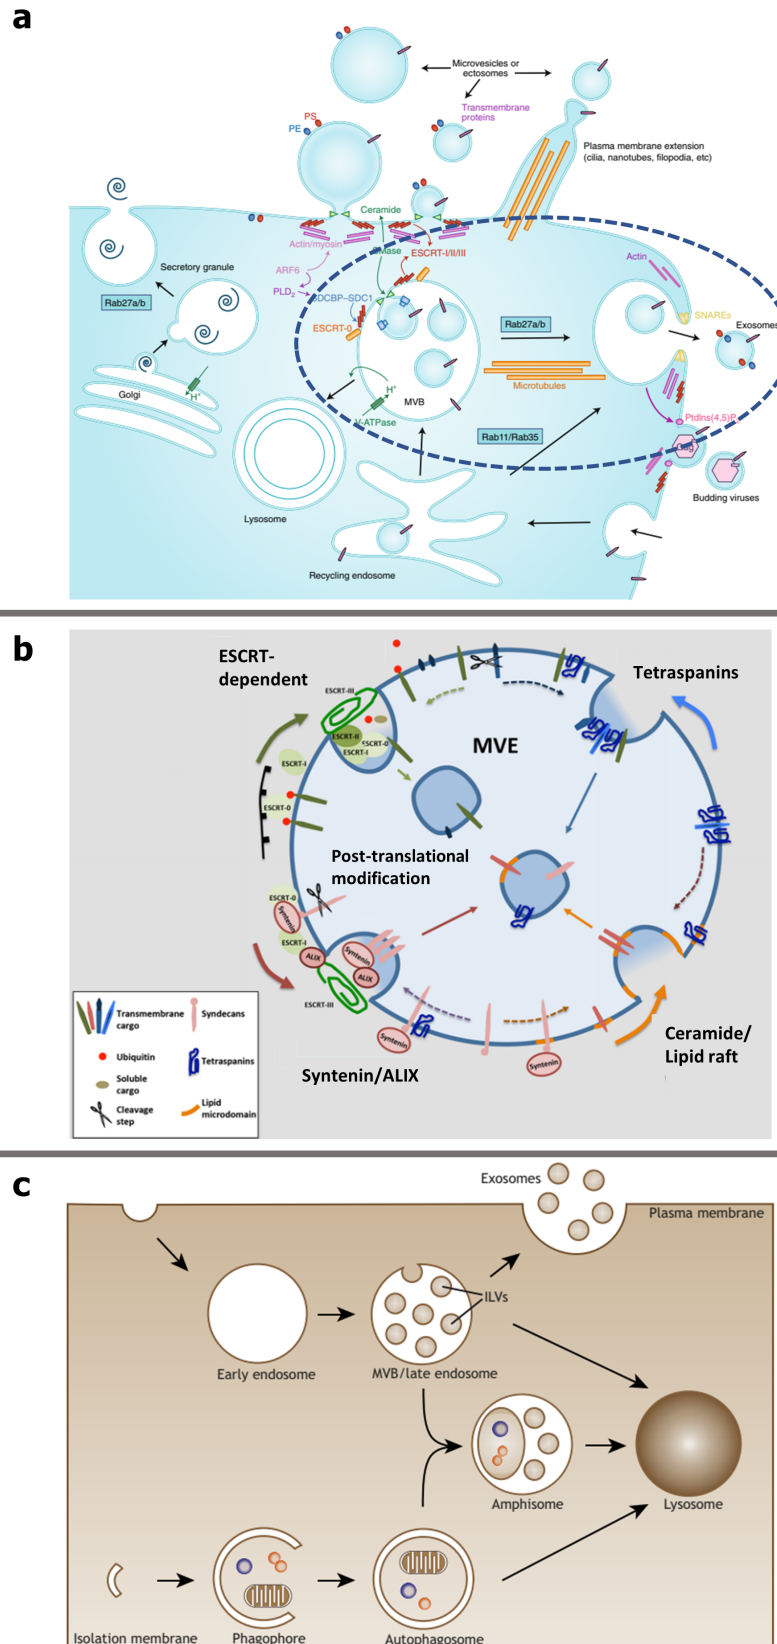 a
Microvesicles or
ectosomes
Transmembrane
proteins
PS
PE
Plasma membrane extension
(cilia, nanotubes, filopodia, etc)
Ceramide
Actin/myosin
SMase
ESCRT-I/II/III
Actin
Secretory granule
ARF6
PLD2
SDCBP–SDC1
Rab27a/b
ESCRT-0
Rab27a/b
SNAREs
Exosomes
Golgi
H+
H+
Microtubules
MVB
V-ATPase
Rab11/Rab35
PtdIns(4,5)P
Gag
Lysosome
Budding viruses
Recycling endosome
b
ESCRT-
dependent
Tetraspanins
ESCRT-III
ESCRT-II
ESCRT-0
ESCRT-I
MVE
ESCRT-I
ESCRT-0
Post-translational
modification
ESCRT-0
Syntenin
ESCRT-I
ALIX
Syntenin
ALIX
ESCRT-III
Transmembrane
cargo
Syndecans
Ubiquitin
Tetraspanins
Soluble
cargo
Cleavage
step
Lipid
microdomain
Syntenin
Syntenin
Ceramide/
Lipid raft
Syntenin/ALIX
c
Exosomes
Plasma membrane
ILVs
Early endosome
MVB/late endosome
Amphisome
Lysosome
Isolation membrane
Phagophore
Autophagosome